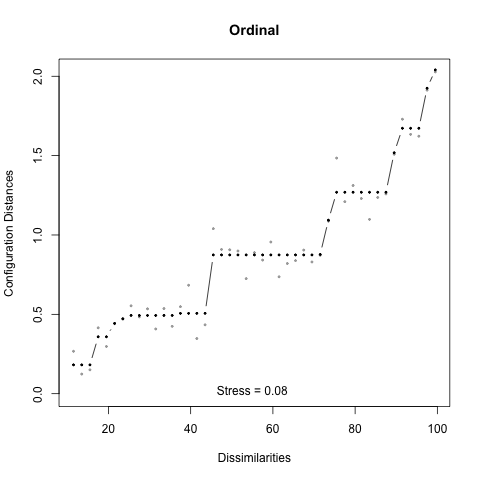 Ordinal
Configuration Distances
2.0
1.5
1.0
0.5
0.0
Stress = 0.08
20 40 60 80 100
Dissimilarities